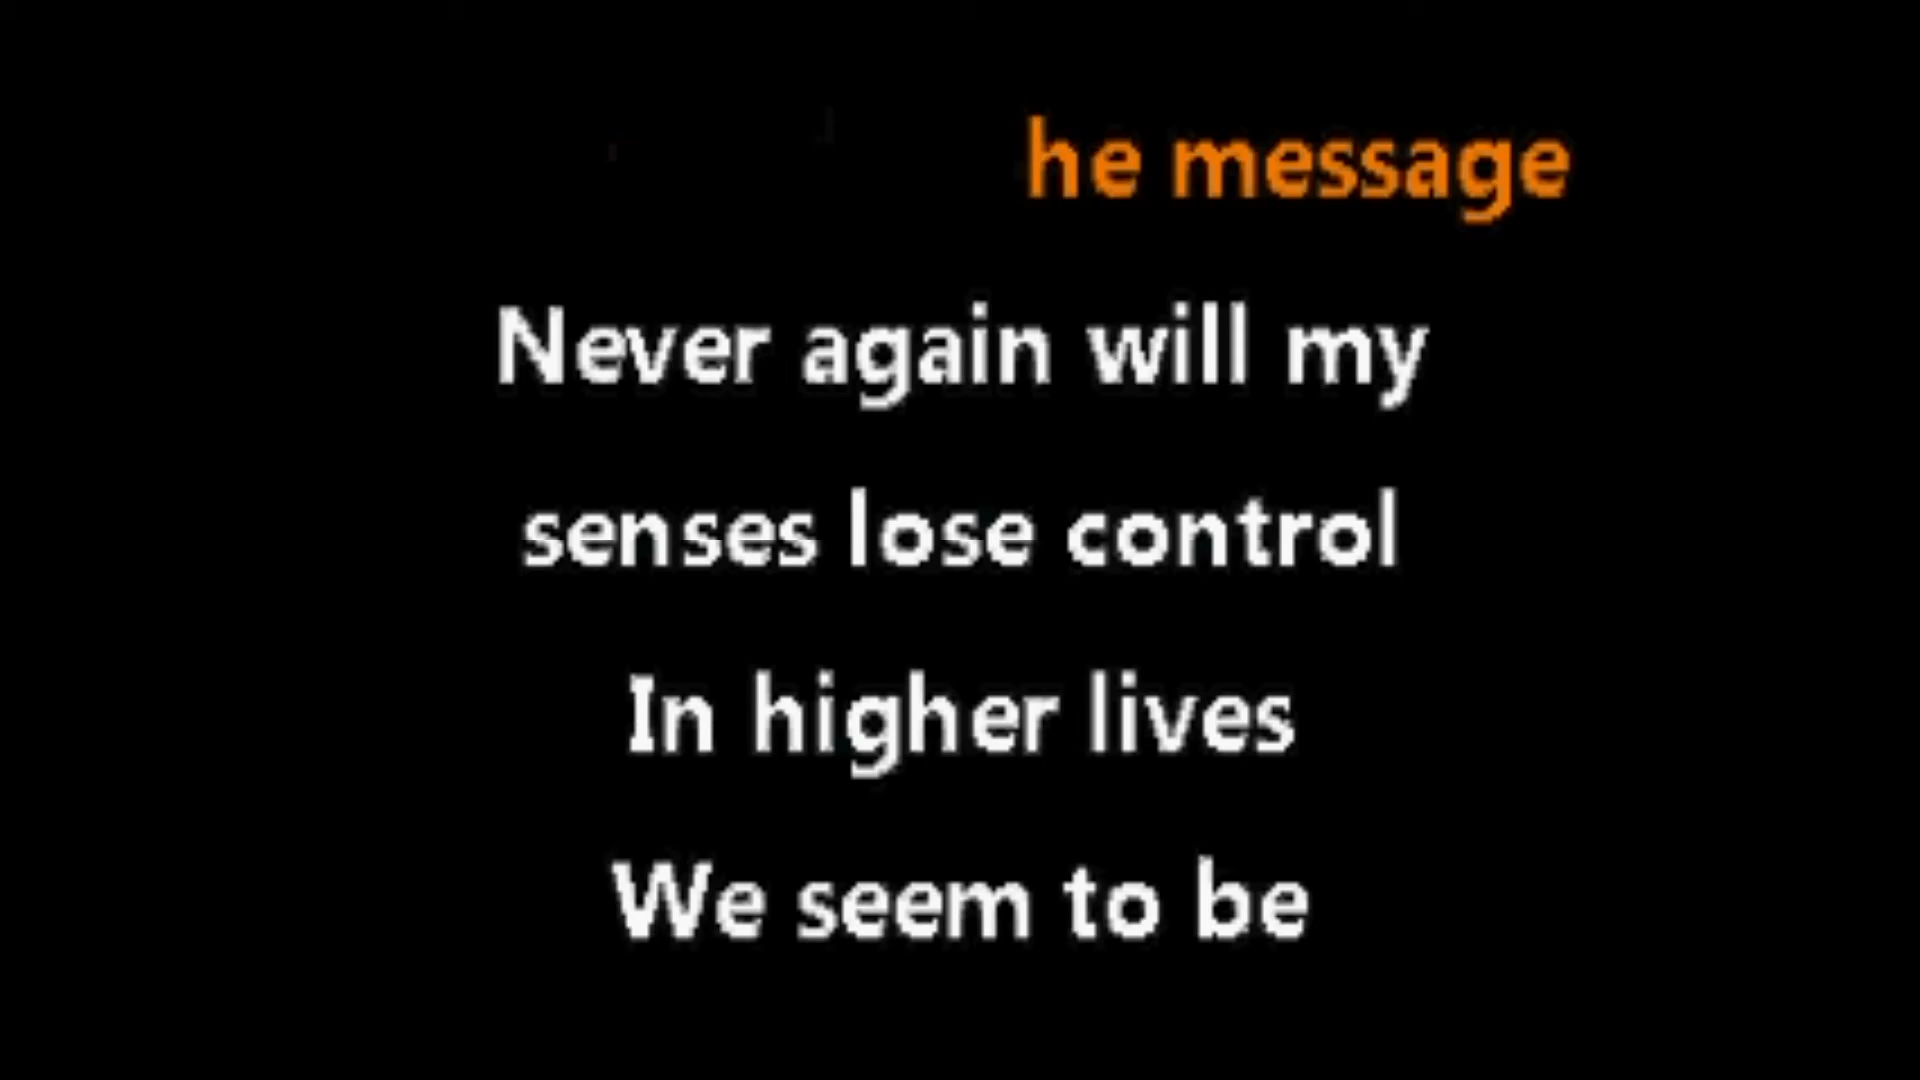 he message
Never again will my
senses lose control
In higher lives
We seem to be